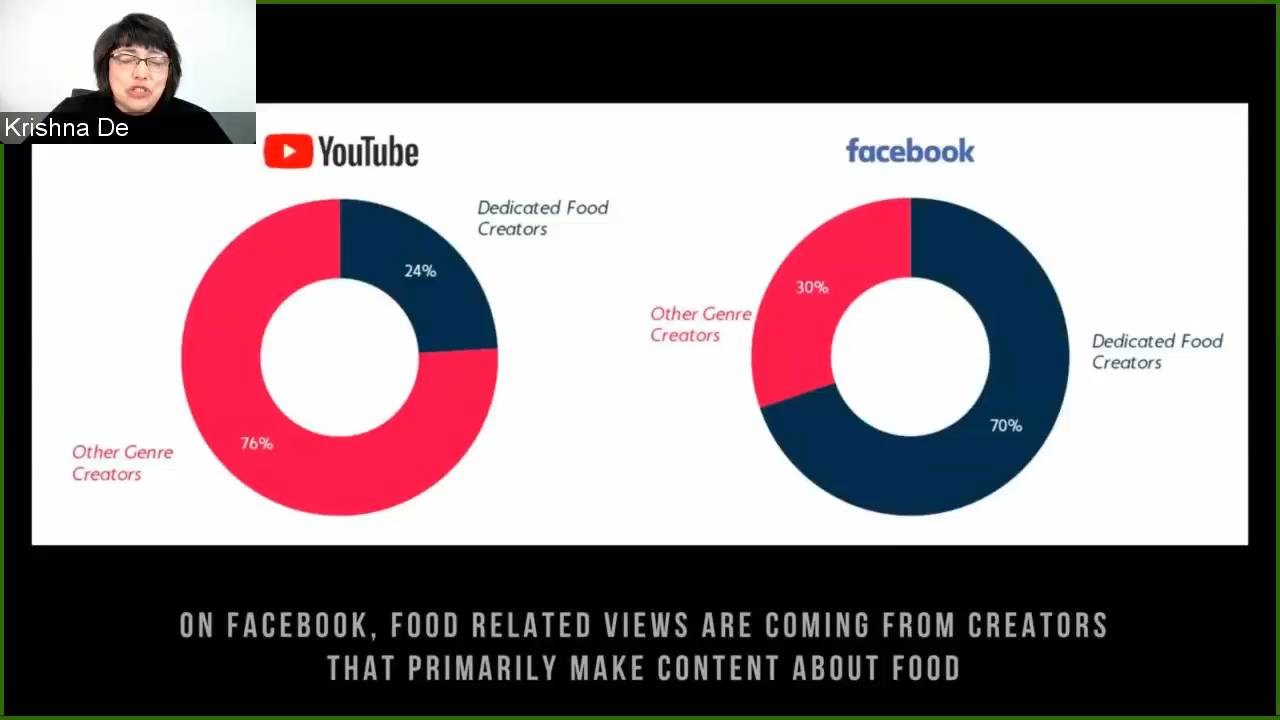 Krishna De
YouTube
facebook
Dedicated Food
Creators
24%
76%
Other Genre
Creators
30%
Other Genre
Creators
Dedicated Food
Creators
70%
ON FACEBOOK, FOOD RELATED VIEWS ARE COMING FROM CREATORS
THAT PRIMARILY MAKE CONTENT ABOUT FOOD